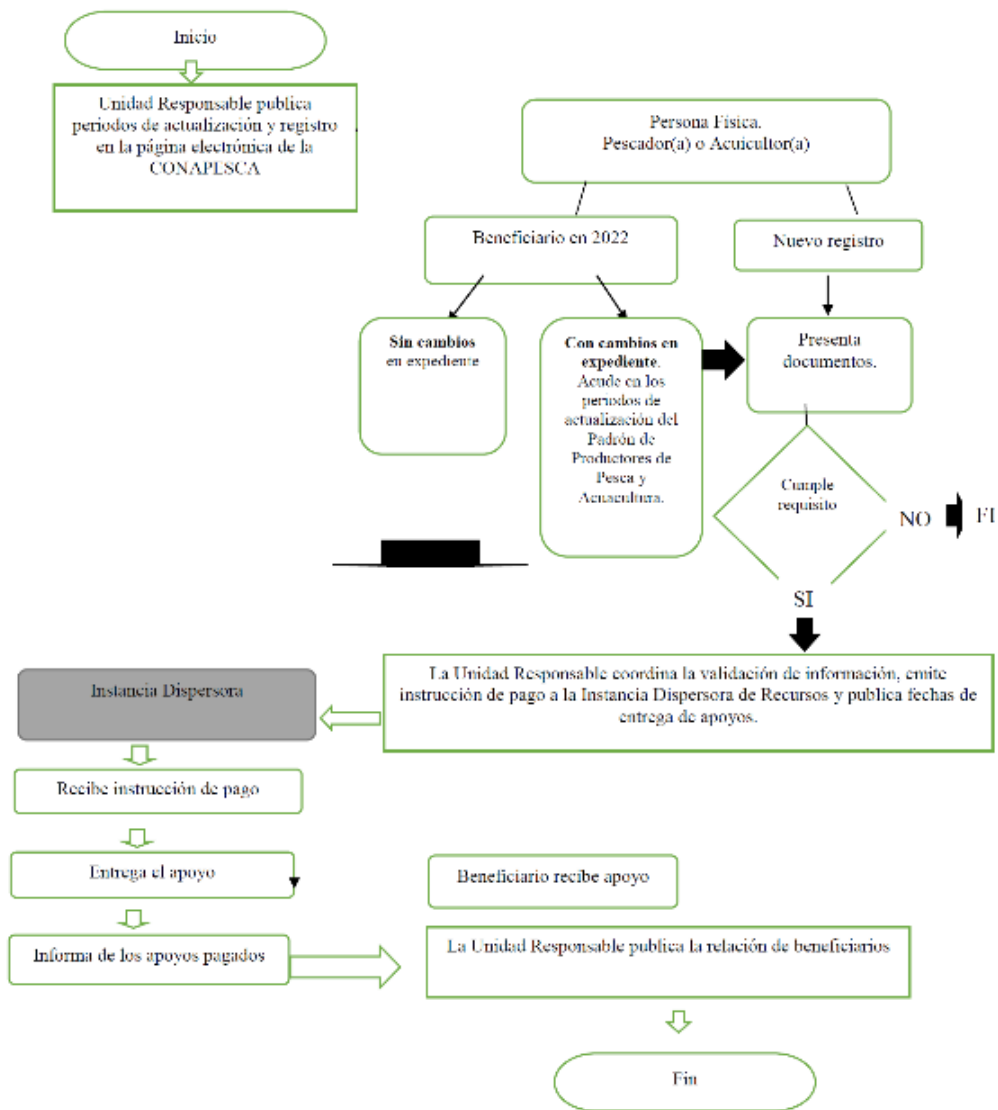 Inicio
Unidad Responsable publica
periodos de actualización y registro
en la página electrónica de la
CONAPESCA
Persona Física.
Pescador(a) o Acuicultor(a)
Beneficiario en 2022
Nuevo registro
Sin cambios
en expediente
Con cambios en
expediente.
Acude en los
periodos de
actualización del
Padrón de
Productores de
Pesca y
Acuacultura.
Presenta
documentos.
Cumple
requisito
NO
FI
SI
La Unidad Responsable coordina la validación de información, emite
instrucción de pago a la Instancia Dispersora de Recursos y publica fechas de
entrega de apoyos.
Instancia Dispersora
Recibe instrucción de pago
Entrega el apoyo
Beneficiario recibe apoyo
Informa de los apoyos pagados
La Unidad Responsable publica la relación de beneficiarios
Fin